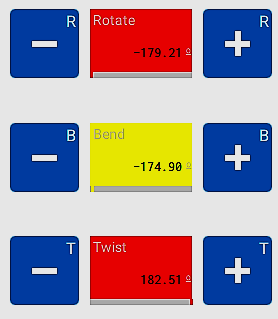 R Rotate R
− -179.21 º +
B Bend B
− -174.90 º +
T Twist T
− 182.51 º +